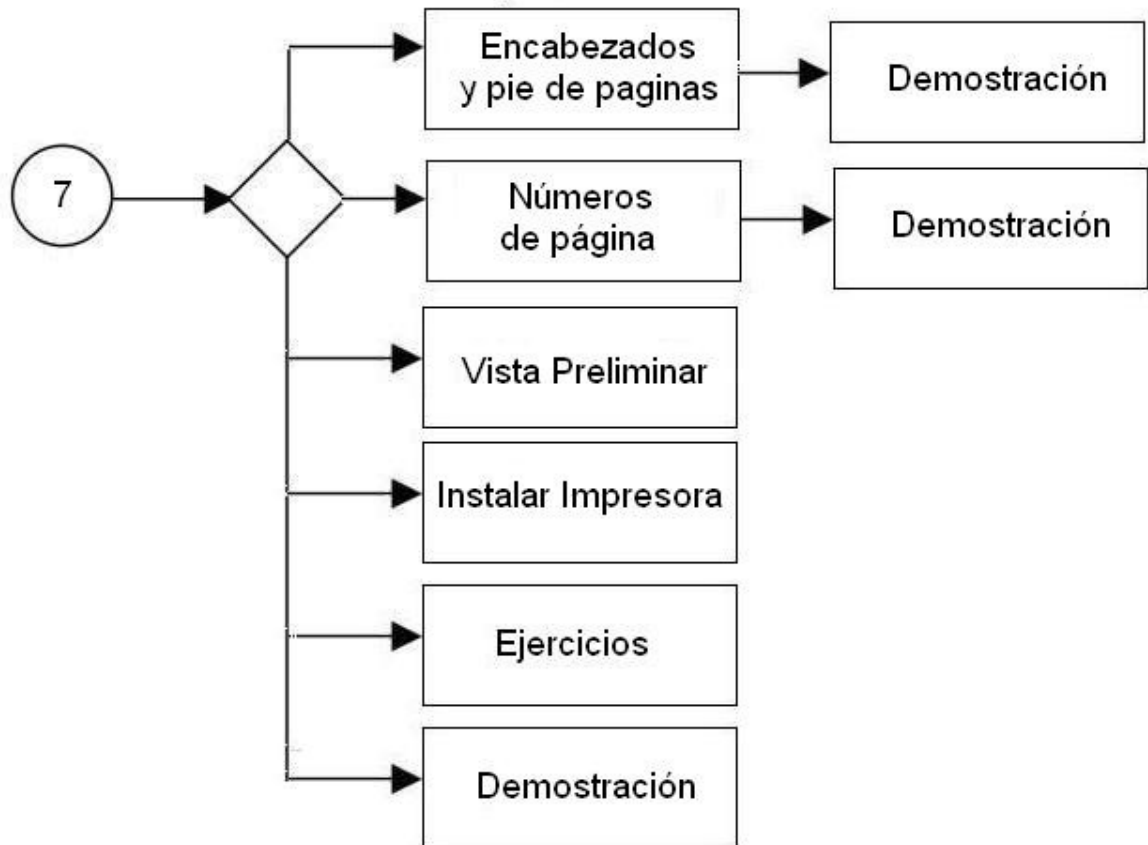 Encabezados
y pie de paginas
Demostración
7
Números
de página
Demostración
Vista Preliminar
Instalar Impresora
Ejercicios
Demostración